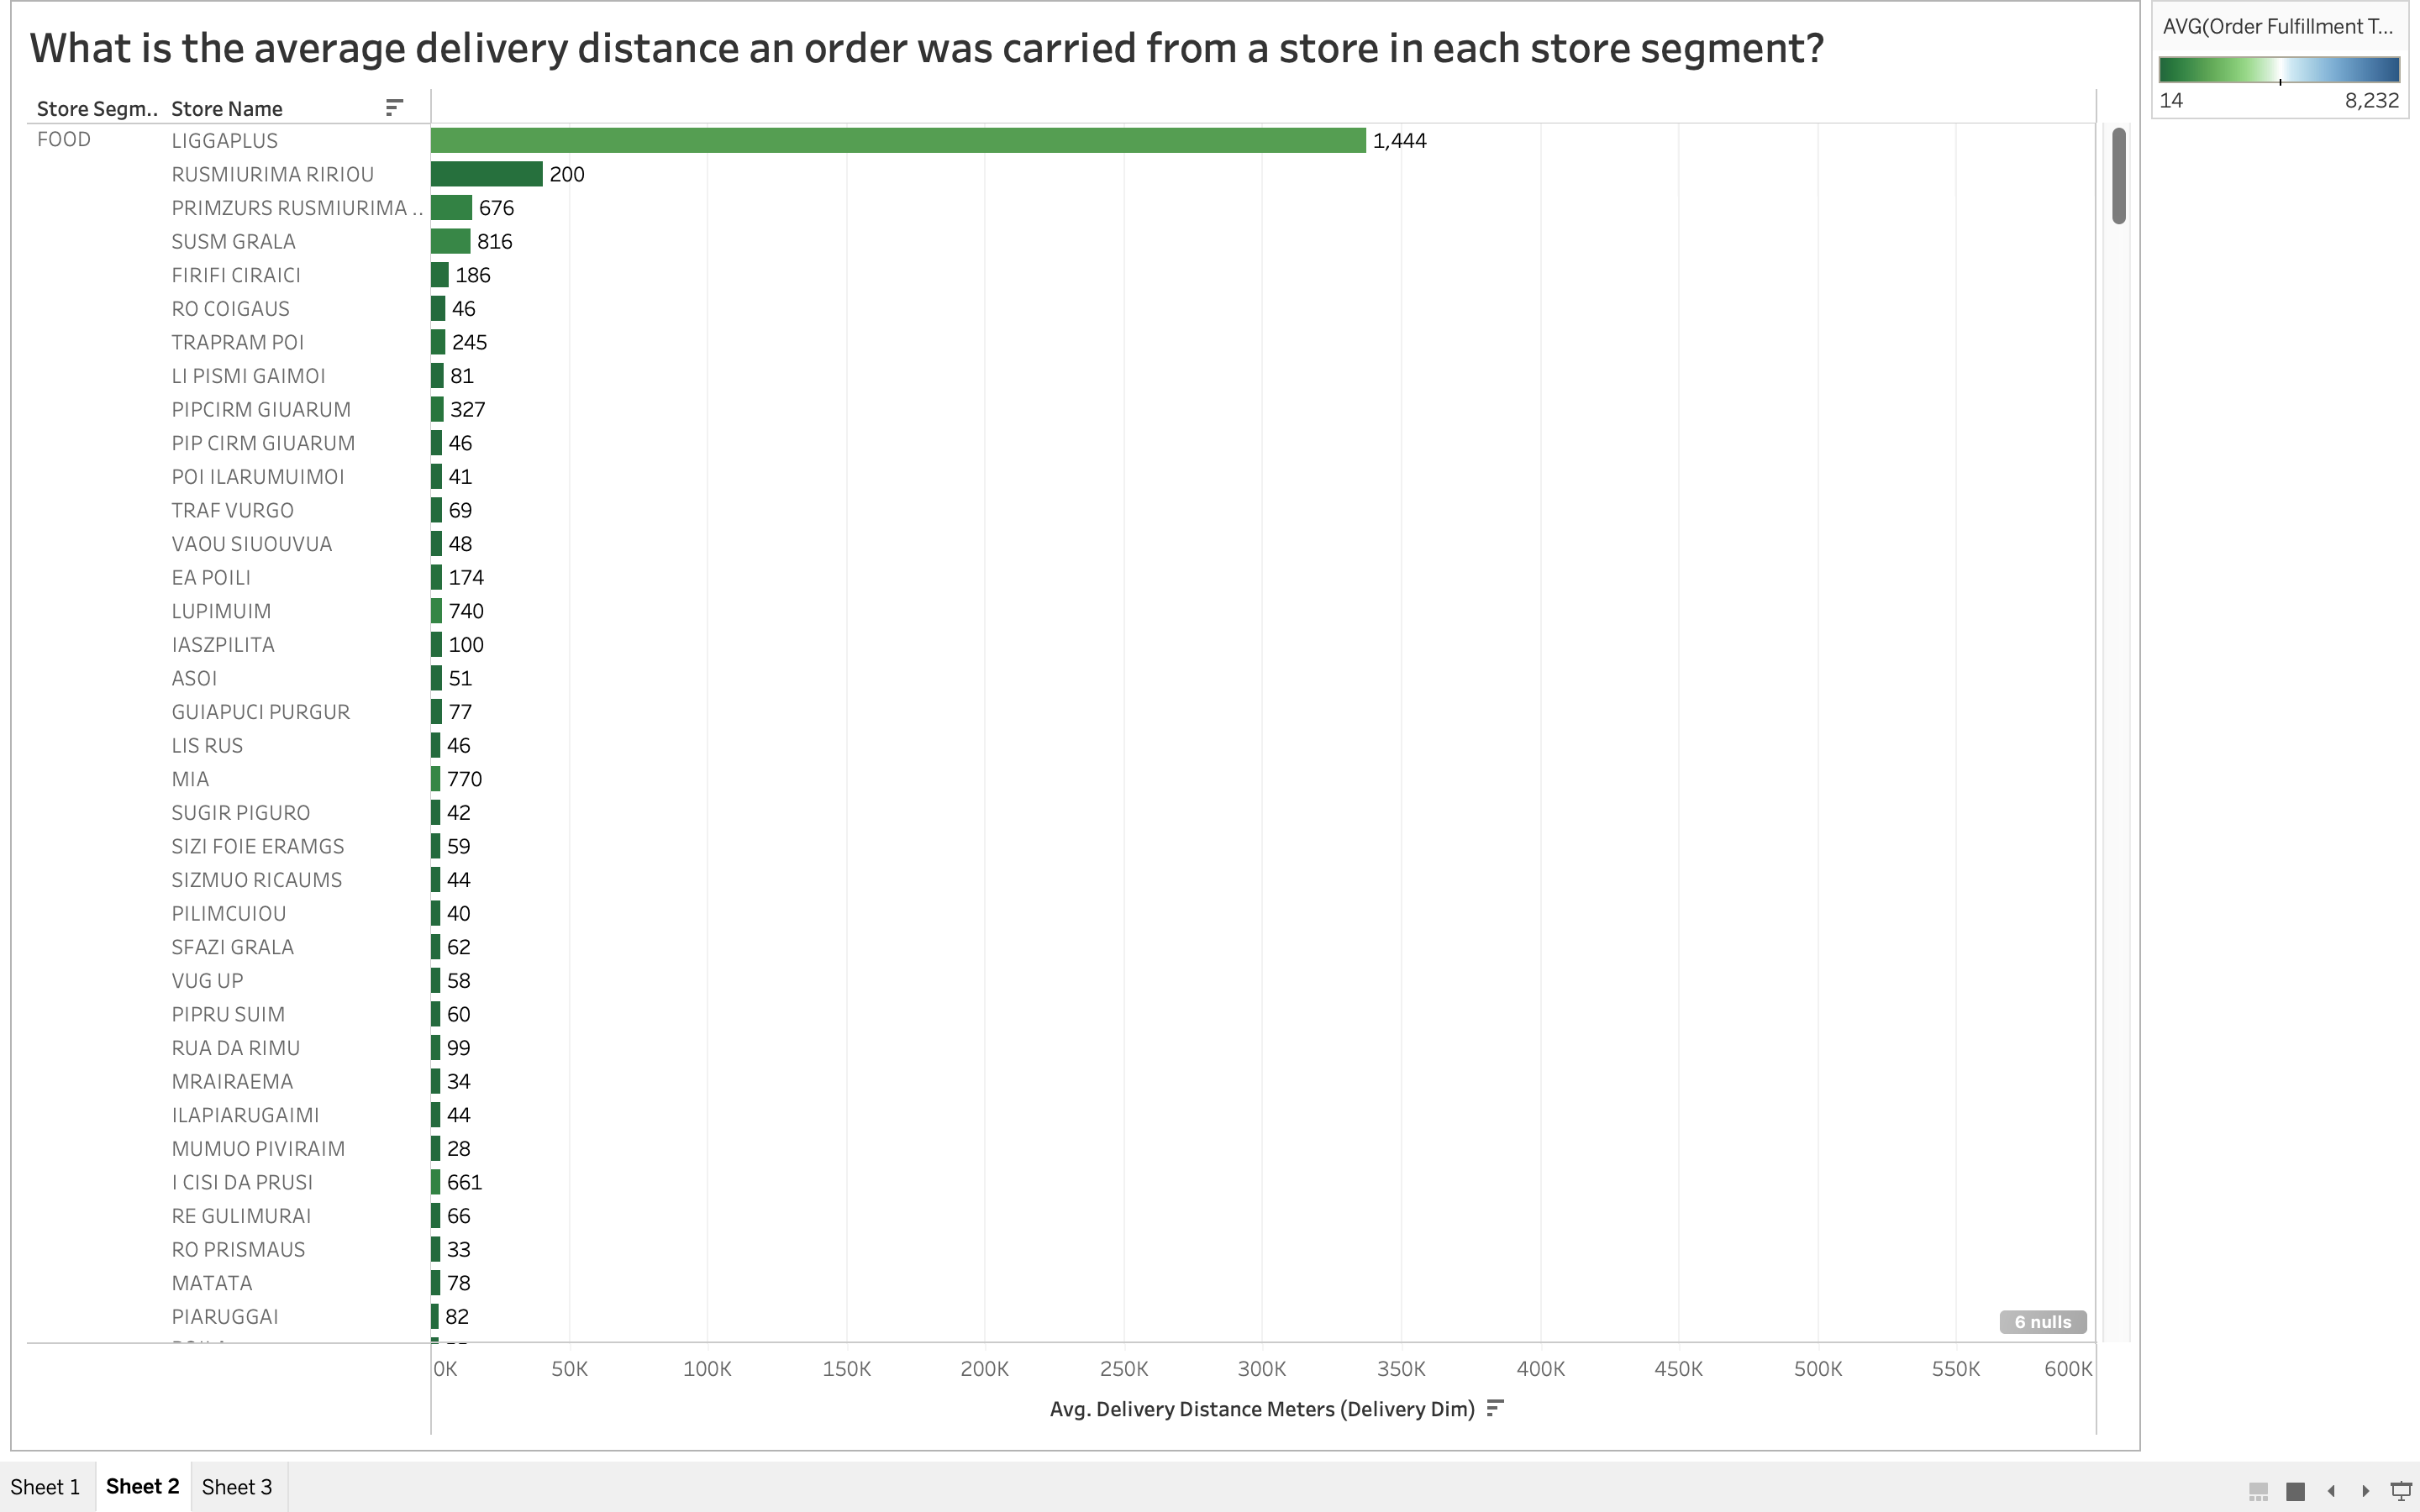 What is the average delivery distance an order was carried from a store in each store segment?
AVG(Order Fulfillment T...
14 8,232
Store Segm.. Store Name
FOOD LIGGAPLUS 1,444
RUSMIURIMA RIRIOU 200
PRIMZURS RUSMIURIMA .. 676
SUSM GRALA 816
FIRIFI CIRAICI 186
RO COIGAUS 46
TRAPRAM POI 245
LI PISMI GAIMOI 81
PIPCIRM GIUARUM 327
PIP CIRM GIUARUM 46
POI ILARUMUIMOI 41
TRAF VURGO 69
VAOU SIUOUVUA 48
EA POILI 174
LUPIMUIM 740
IASZPILITA 100
ASOI 51
GUIAPUCI PURGUR 77
LIS RUS 46
MIA 770
SUGIR PIGURO 42
SIZI FOIE ERAMGS 59
SIZMUO RICAUMS 44
PILIMCUIOU 40
SFAZI GRALA 62
VUG UP 58
PIPRU SUIM 60
RUA DA RIMU 99
MRAIRAEMA 34
ILAPIARUGAIMI 44
MUMUO PIVIRAIM 28
I CISI DA PRUSI 661
RE GULIMURAI 66
RO PRISMAUS 33
MATATA 78
PIARUGGAI 82
6 nulls
0K 50K 100K 150K 200K 250K 300K 350K 400K 450K 500K 550K 600K
Avg. Delivery Distance Meters (Delivery Dim)
Sheet 1 Sheet 2 Sheet 3